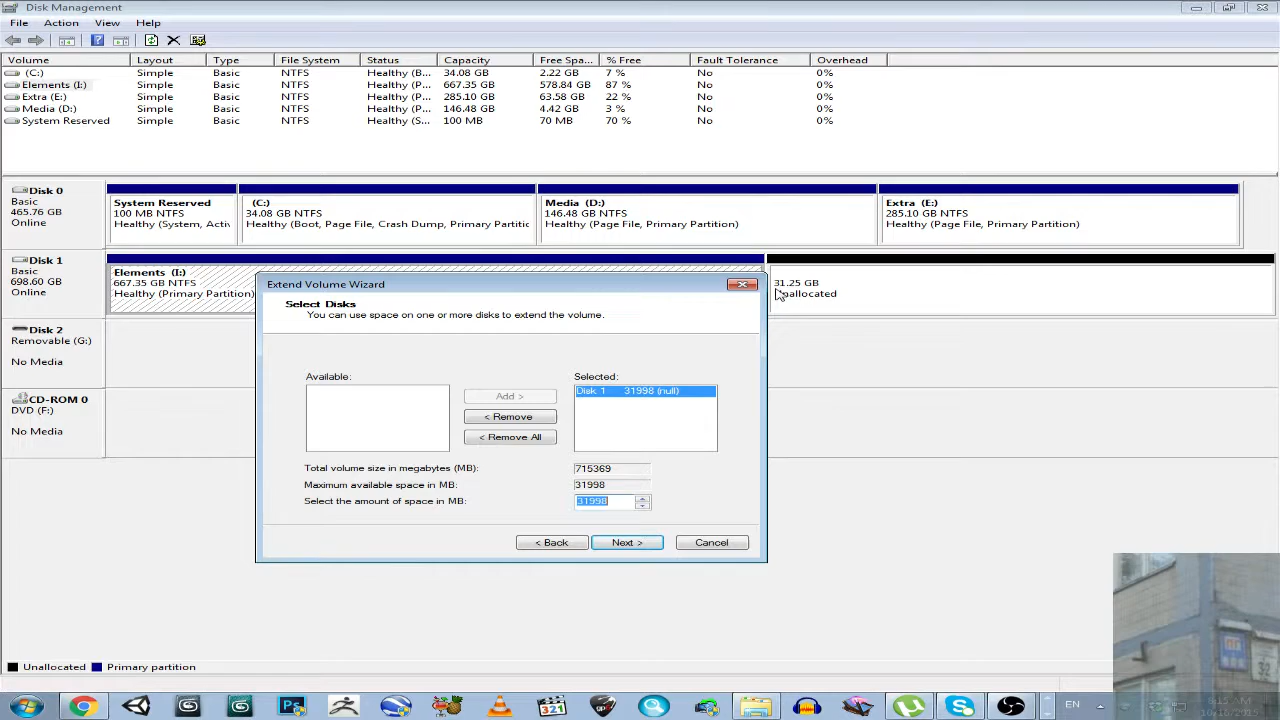 Disk Management
File Action View Help
Volume Layout Type File System Status Capacity Free Spa... % Free Fault Tolerance Overhead
(C:) Simple Basic NTFS Healthy (B... 34.08 GB 2.22 GB 7 % No 0%
Elements (I:) Simple Basic NTFS Healthy (P... 667.35 GB 578.84 GB 87 % No 0%
Extra (E:) Simple Basic NTFS Healthy (P... 285.10 GB 63.58 GB 22 % No 0%
Media (D:) Simple Basic NTFS Healthy (P... 146.48 GB 4.42 GB 3 % No 0%
System Reserved Simple Basic NTFS Healthy (S... 100 MB 70 MB 70 % No 0%
Disk 0
Basic
465.76 GB
Online
System Reserved
100 MB NTFS
Healthy (System, Activ
(C:)
34.08 GB NTFS
Healthy (Boot, Page File, Crash Dump, Primary Partitic
Media (D:)
146.48 GB NTFS
Healthy (Page File, Primary Partition)
Extra (E:)
285.10 GB NTFS
Healthy (Page File, Primary Partition)
Disk 1
Basic
698.60 GB
Online
Elements (I:)
667.35 GB NTFS
Healthy (Primary Partition)
31.25 GB
Unallocated
Extend Volume Wizard
Select Disks
You can use space on one or more disks to extend the volume.
Available:
Selected:
Disk 1 31998 (null)
Add >
< Remove
< Remove All
Total volume size in megabytes (MB): 715369
Maximum available space in MB: 31998
Select the amount of space in MB: 31998
< Back Next > Cancel
Disk 2
Removable (G:)
No Media
CD-ROM 0
DVD (F:)
No Media
Unallocated Primary partition
Ps
321
EN
32